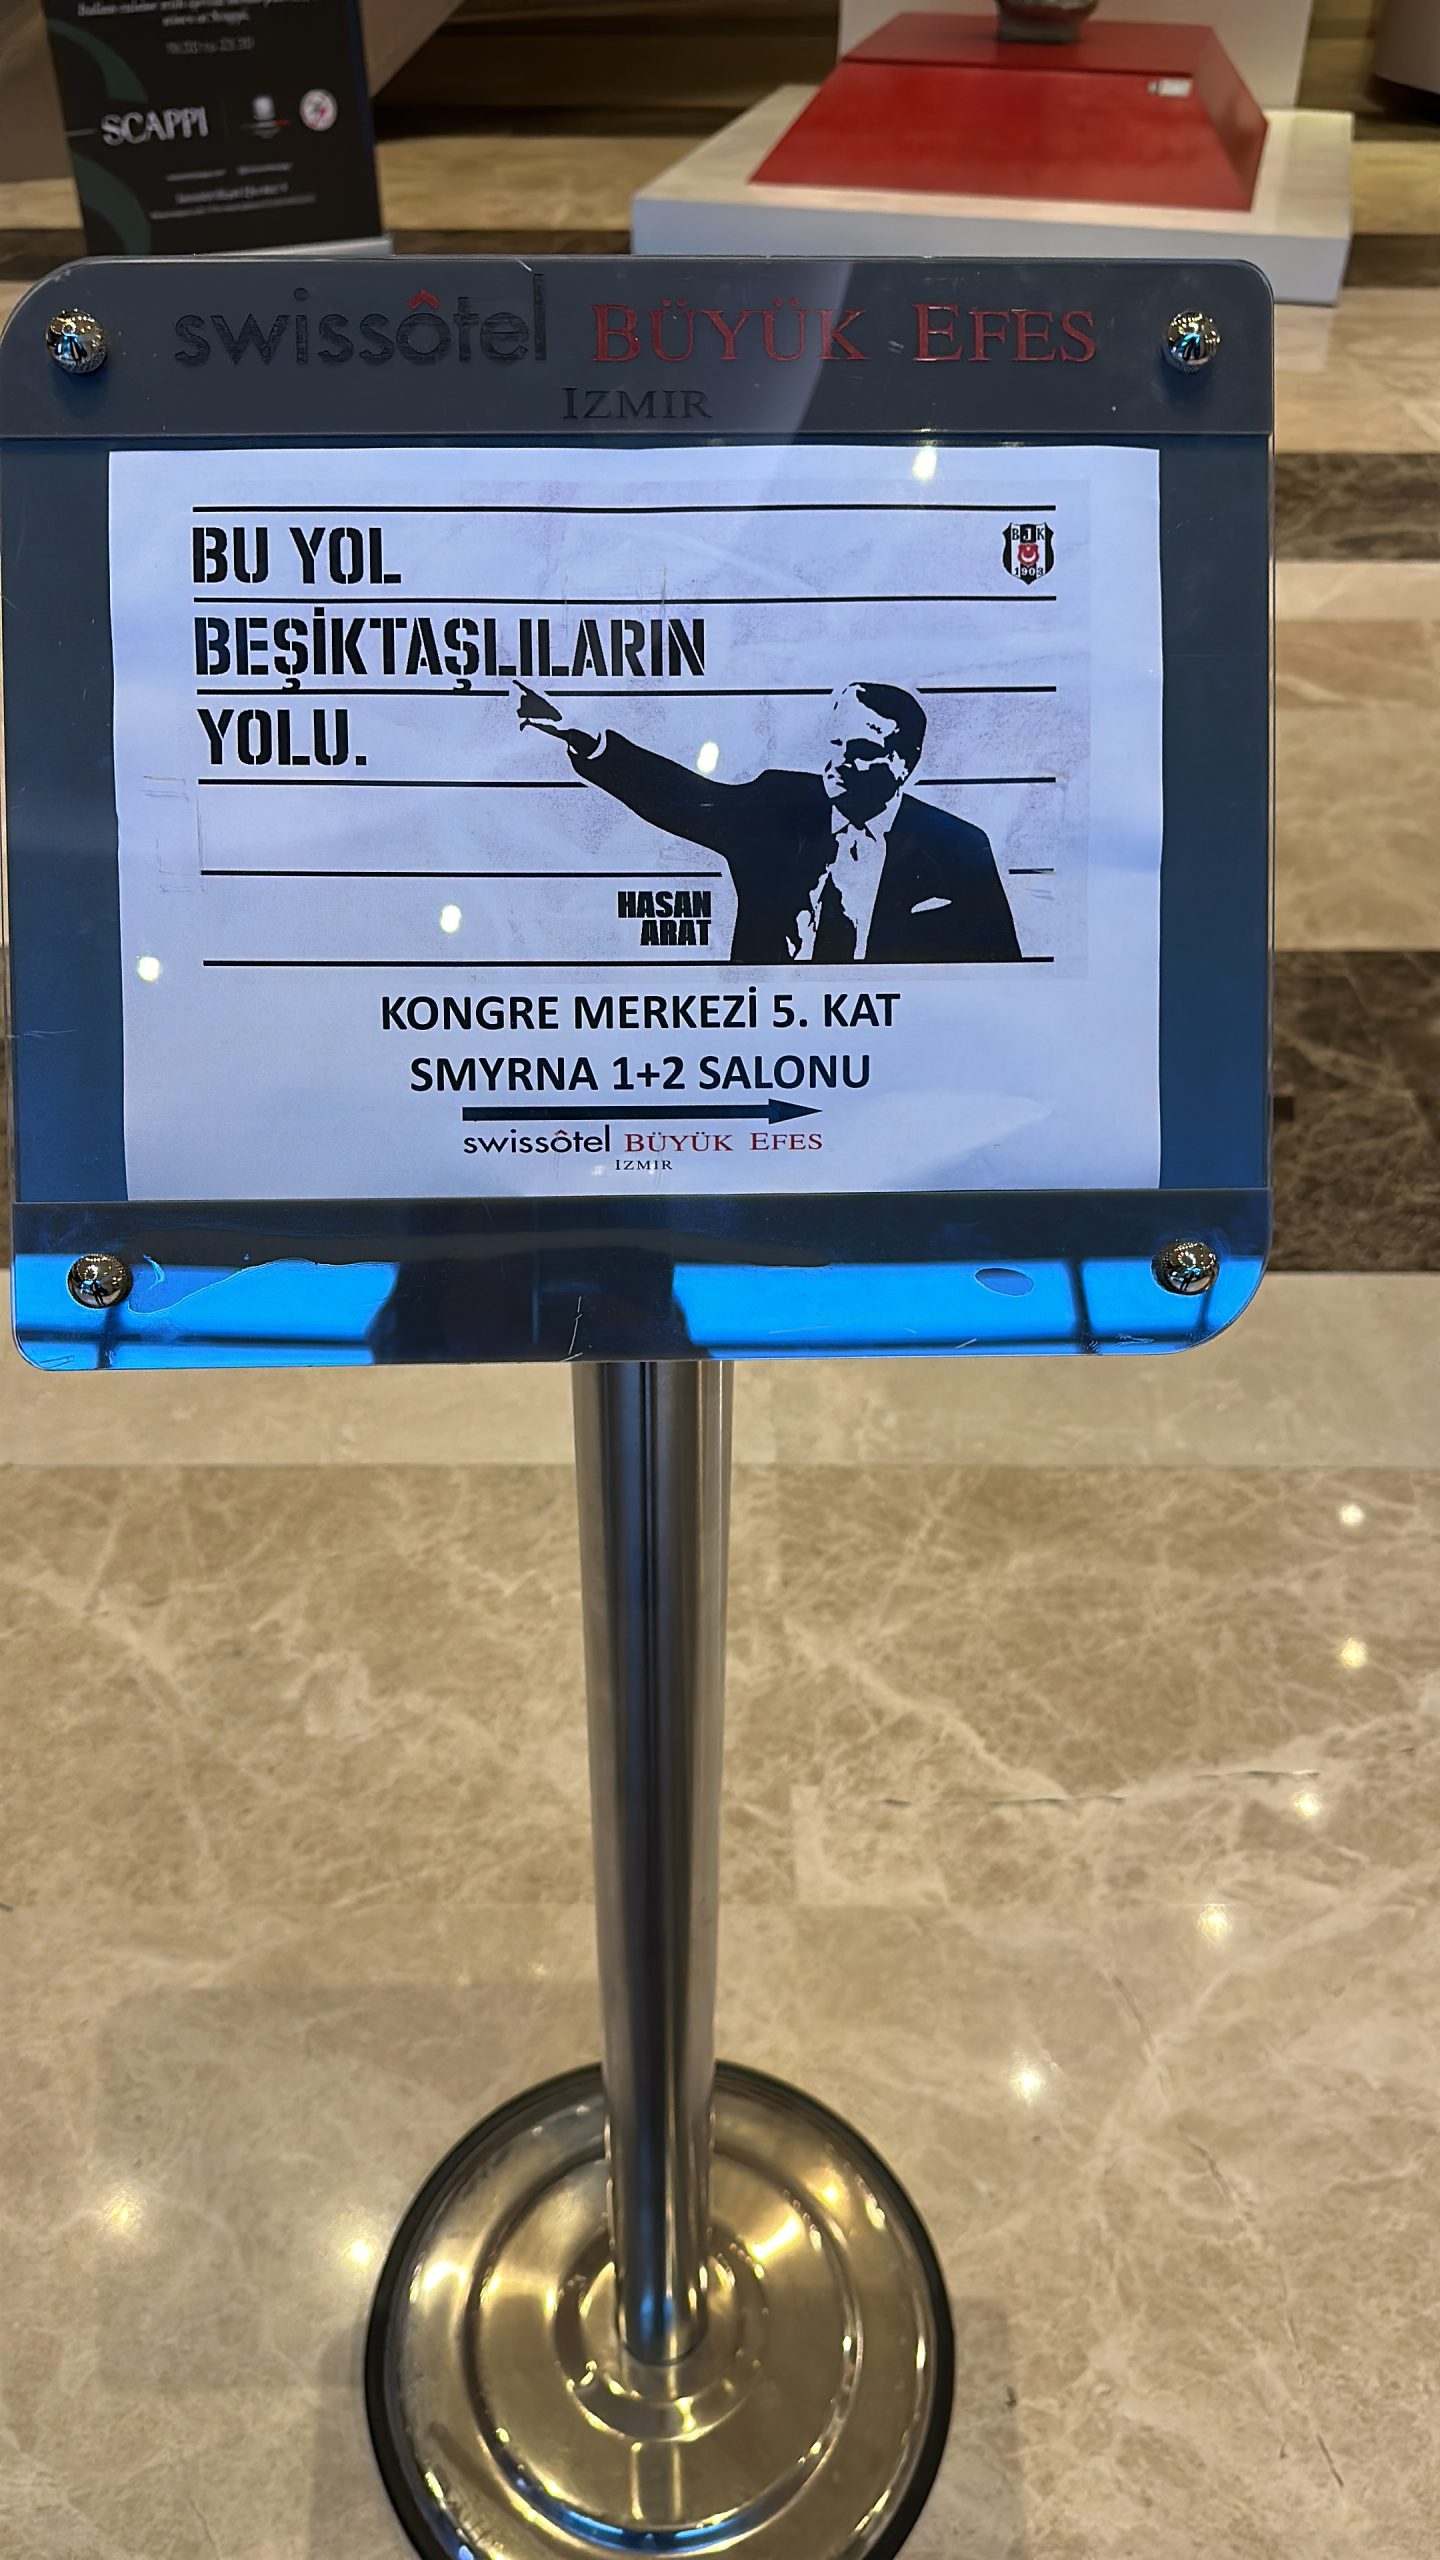 SCAPPI
swissôtel BÜYÜK EFES
IZMIR
BU YOL
BJK
1903
BEŞİKTAŞLILARIN
YOLU.
HASAN
ARAT
KONGRE MERKEZİ 5. KAT
SMYRNA 1+2 SALONU
swissôtel BÜYÜK EFES
IZMIR